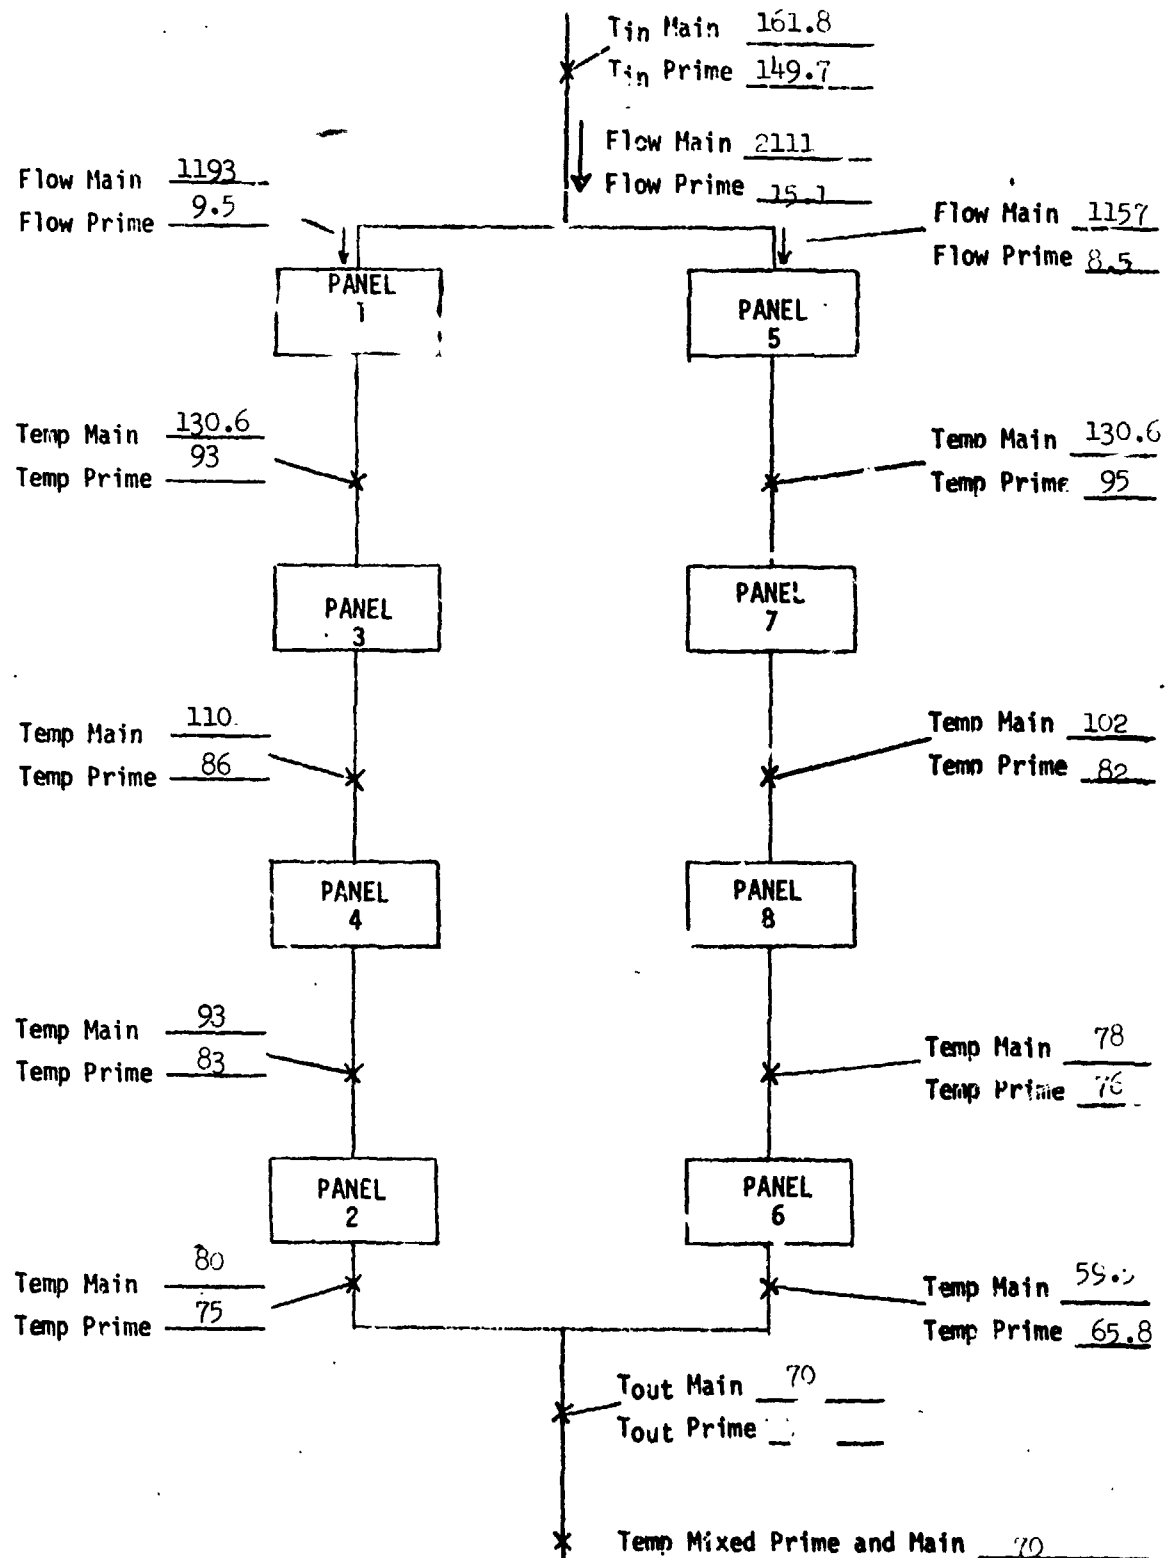 Tin Main 161.8
Tin Prime 149.7
Flow Main 2111
Flow Prime 15.1
Flow Main 1193
Flow Prime 9.5
Flow Main 1157
Flow Prime 8.5
PANEL
1
PANEL
5
Temp Main 130.6
Temp Prime 93
Temp Main 130.6
Temp Prime 95
PANEL
3
PANEL
7
Temp Main 110
Temp Prime 86
Temp Main 102
Temp Prime 82
PANEL
4
PANEL
8
Temp Main 93
Temp Prime 83
Temp Main 78
Temp Prime 76
PANEL
2
PANEL
6
Temp Main 80
Temp Prime 75
Temp Main
Temp Prime 65.8
Tout Main 70
Tout Prime
Temp Mixed Prime and Main 70